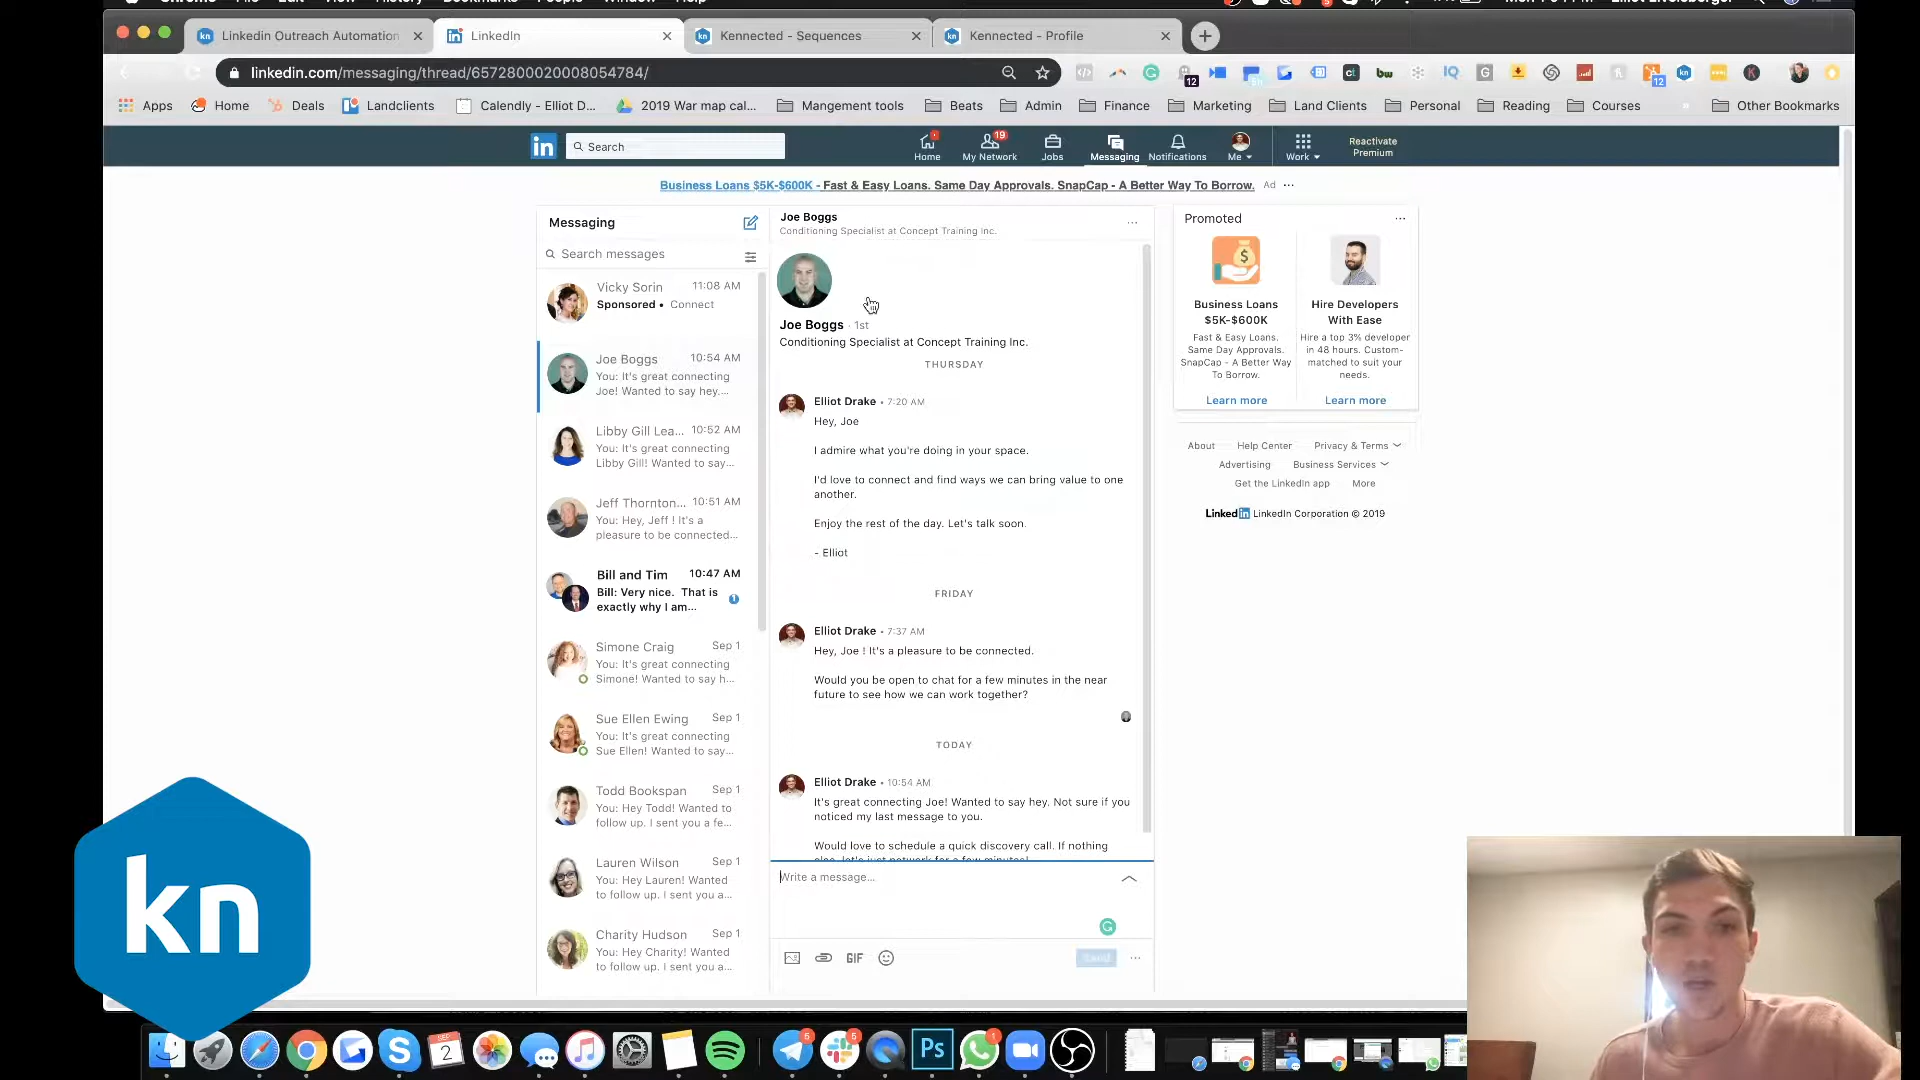 Linkedin Outreach Automation
LinkedIn
Kennected - Sequences
Kennected - Profile
linkedin.com/messaging/thread/6572800020008054784/
Apps
Home
Deals
Landclients
Calendly - Elliot D...
2019 War map cal...
Mangement tools
Beats
Admin
Finance
Marketing
Land Clients
Personal
Reading
Courses
Other Bookmarks
in
Search
Home
19
My Network
Jobs
Messaging
Notifications
Me
Work
Reactivate
Premium
Business Loans $5K-$600K - Fast & Easy Loans. Same Day Approvals. SnapCap - A Better Way To Borrow. Ad
Messaging
Search messages
Vicky Sorin 11:08 AM
Sponsored • Connect
Joe Boggs 10:54 AM
You: It's great connecting
Joe! Wanted to say hey....
Libby Gill Lea... 10:52 AM
You: It's great connecting
Libby Gill! Wanted to say...
Jeff Thornton... 10:51 AM
You: Hey, Jeff ! It's a
pleasure to be connected...
Bill and Tim 10:47 AM
Bill: Very nice. That is
exactly why I am...
1
Simone Craig Sep 1
You: It's great connecting
Simone! Wanted to say h...
Sue Ellen Ewing Sep 1
You: It's great connecting
Sue Ellen! Wanted to say...
Todd Bookspan Sep 1
You: Hey Todd! Wanted to
follow up. I sent you a fe...
Lauren Wilson Sep 1
You: Hey Lauren! Wanted
to follow up. I sent you a...
Charity Hudson Sep 1
You: Hey Charity! Wanted
to follow up. I sent you a...
Joe Boggs
Conditioning Specialist at Concept Training Inc.
Joe Boggs · 1st
Conditioning Specialist at Concept Training Inc.
THURSDAY
Elliot Drake • 7:20 AM
Hey, Joe
I admire what you're doing in your space.
I'd love to connect and find ways we can bring value to one
another.
Enjoy the rest of the day. Let's talk soon.
- Elliot
FRIDAY
Elliot Drake • 7:37 AM
Hey, Joe ! It's a pleasure to be connected.
Would you be open to chat for a few minutes in the near
future to see how we can work together?
TODAY
Elliot Drake • 10:54 AM
It's great connecting Joe! Wanted to say hey. Not sure if you
noticed my last message to you.
Would love to schedule a quick discovery call. If nothing
else, let's just network for a few minutes!
Write a message...
GIF
Send
Promoted
Business Loans
$5K-$600K
Fast & Easy Loans.
Same Day Approvals.
SnapCap - A Better Way
To Borrow.
Learn more
Hire Developers
With Ease
Hire a top 3% developer
in 48 hours. Custom-
matched to suit your
needs.
Learn more
About
Help Center
Privacy & Terms
Advertising
Business Services
Get the LinkedIn app
More
LinkedIn LinkedIn Corporation © 2019
kn
SEP
2
Ps